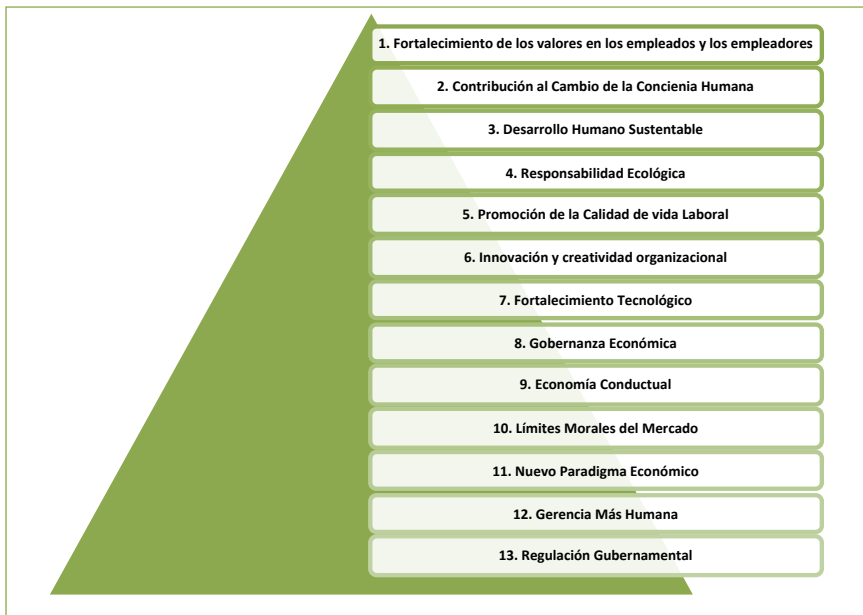 1. Fortalecimiento de los valores en los empleados y los empleadores
2. Contribución al Cambio de la Concienia Humana
3. Desarrollo Humano Sustentable
4. Responsabilidad Ecológica
5. Promoción de la Calidad de vida Laboral
6. Innovación y creatividad organizacional
7. Fortalecimiento Tecnológico
8. Gobernanza Económica
9. Economía Conductual
10. Límites Morales del Mercado
11. Nuevo Paradigma Económico
12. Gerencia Más Humana
13. Regulación Gubernamental